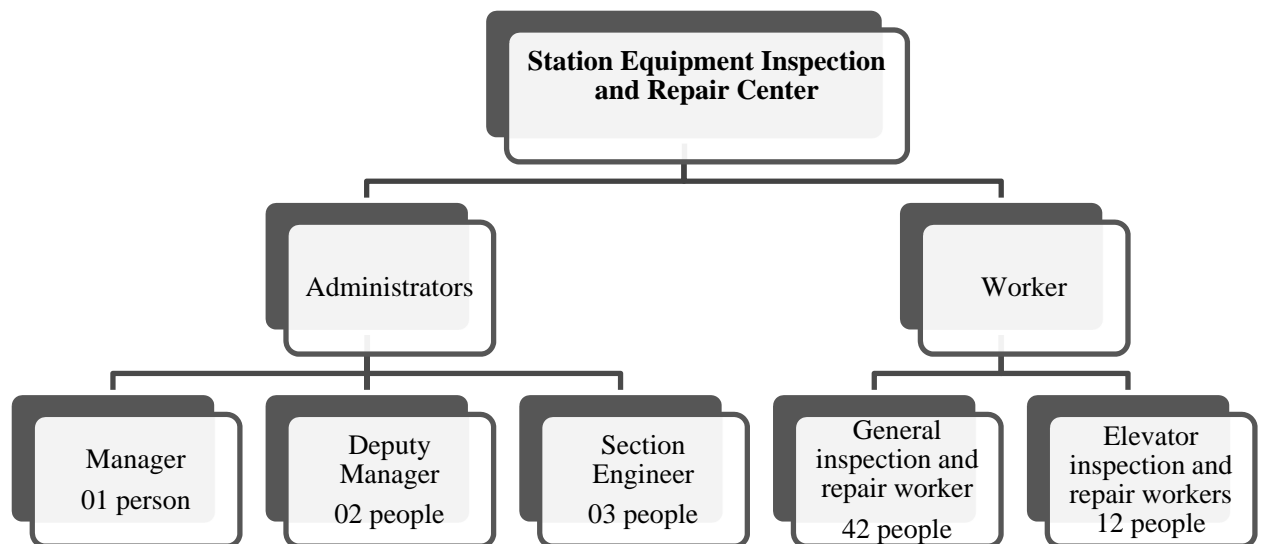 Station Equipment Inspection
and Repair Center
Administrators
Worker
Manager
01 person
Deputy
Manager
02 people
Section
Engineer
03 people
General
inspection and
repair worker
42 people
Elevator
inspection and
repair workers
12 people